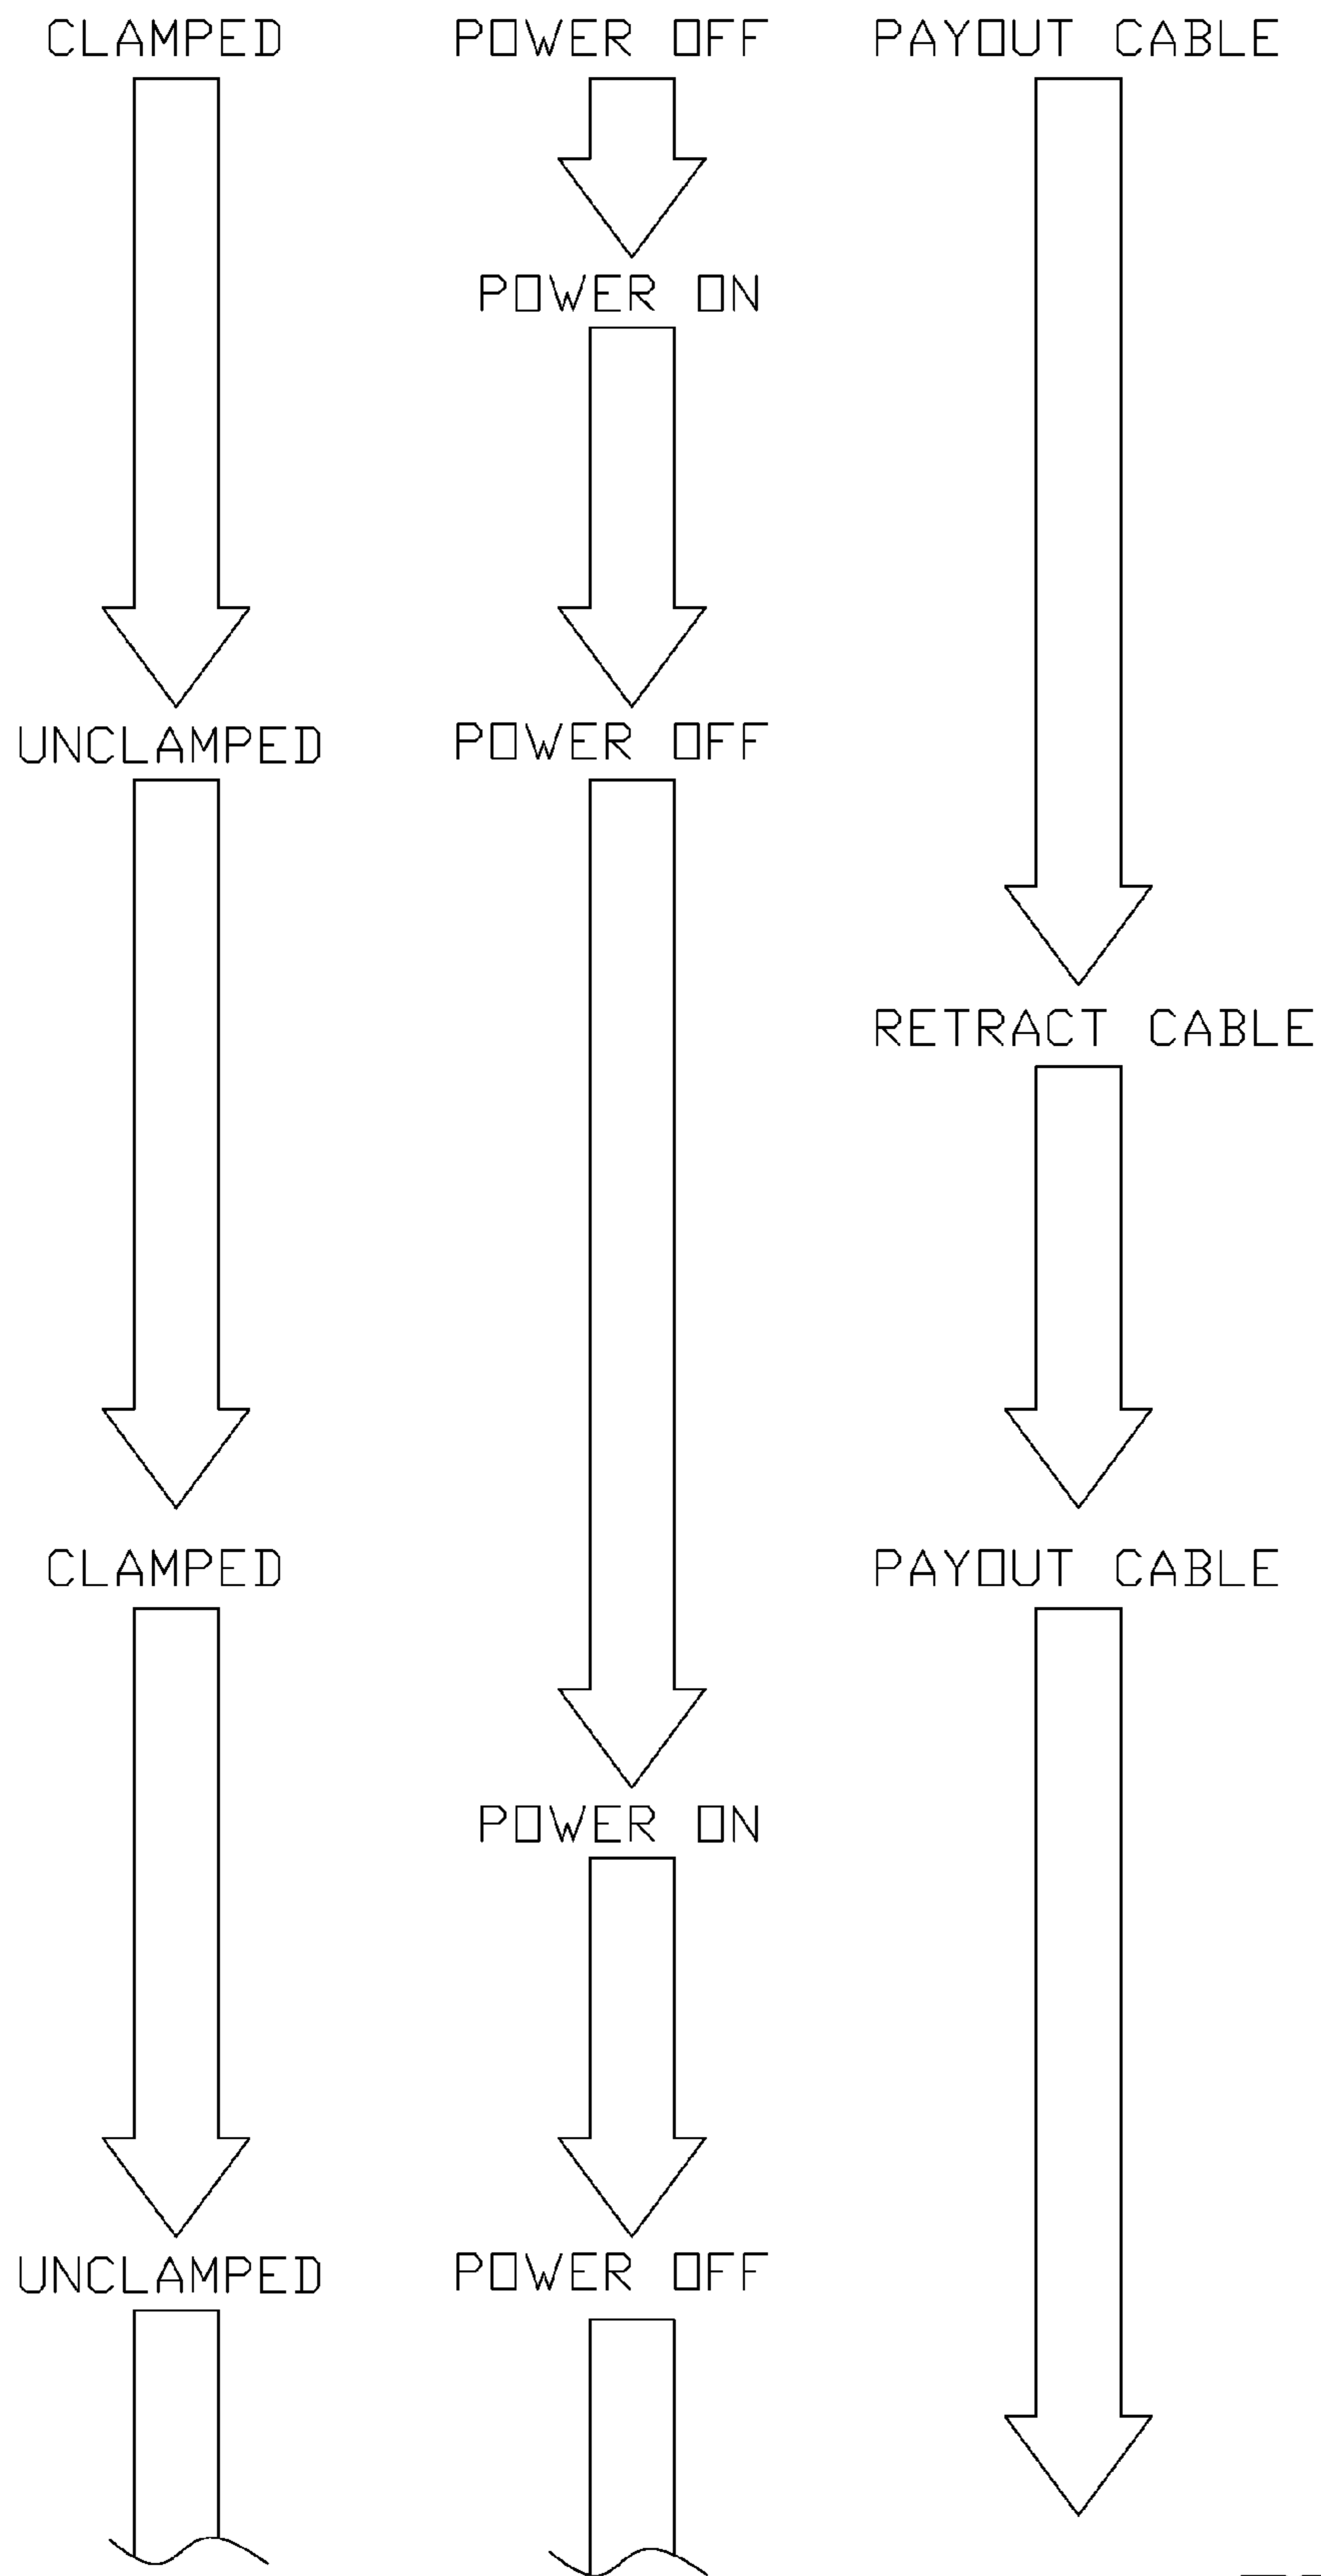 CLAMPED
POWER OFF
PAYOUT CABLE
POWER ON
UNCLAMPED
POWER OFF
RETRACT CABLE
CLAMPED
PAYOUT CABLE
POWER ON
UNCLAMPED
POWER OFF